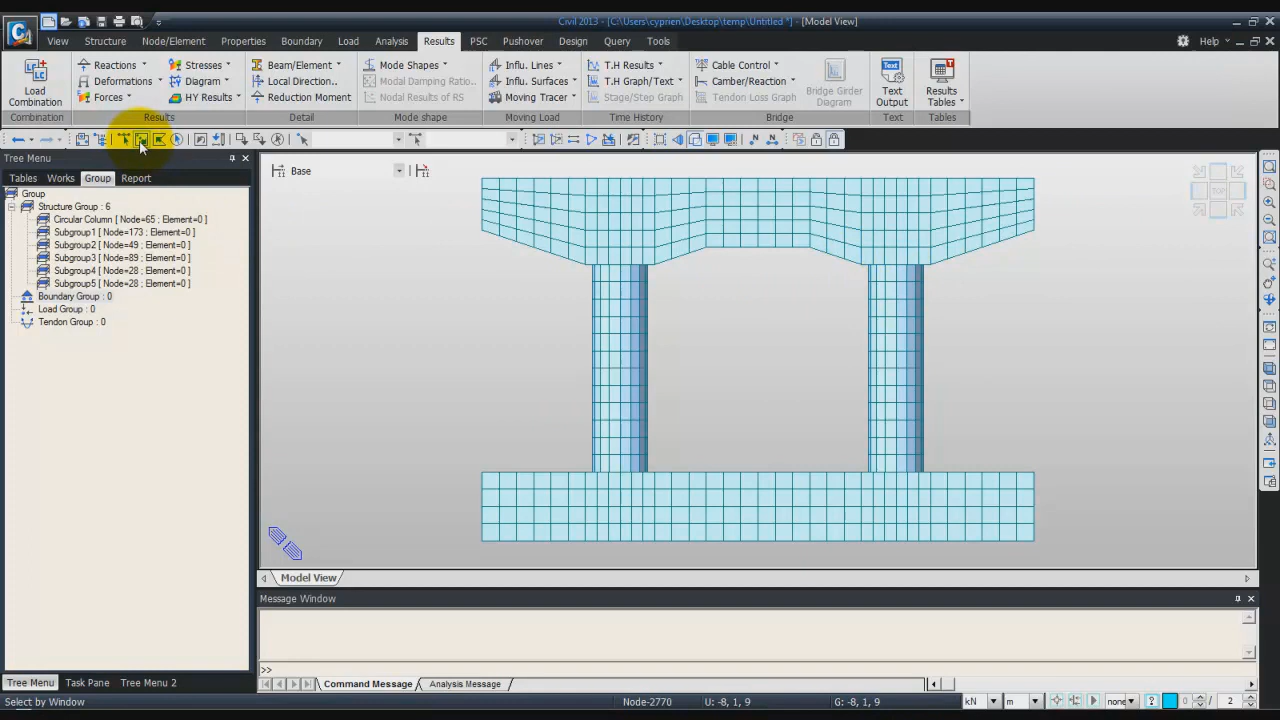 Civil 2013 - [C:\Users\cyprien\Desktop\temp\Untitled *] - [Model View]
View Structure Node/Element Properties Boundary Load Analysis Results PSC Pushover Design Query Tools Help
Reactions Stresses Beam/Element Mode Shapes Influ. Lines T.H Results Cable Control
Deformations Diagram Local Direction.. Modal Damping Ratio.. Influ. Surfaces T.H Graph/Text Camber/Reaction
Forces HY Results Reduction Moment Nodal Results of RS Moving Tracer Stage/Step Graph Tendon Loss Graph
Load Combination
Bridge Girder Diagram
Text Output
Results Tables
Combination Results Detail Mode shape Moving Load Time History Bridge Text Tables
Tree Menu
Tables Works Group Report
Base
TOP
Group
Structure Group : 6
Circular Column [ Node=65 ; Element=0 ]
Subgroup1 [ Node=173 ; Element=0 ]
Subgroup2 [ Node=49 ; Element=0 ]
Subgroup3 [ Node=89 ; Element=0 ]
Subgroup4 [ Node=28 ; Element=0 ]
Subgroup5 [ Node=28 ; Element=0 ]
Boundary Group : 0
Load Group : 0
Tendon Group : 0
Model View
Message Window
>>
Tree Menu Task Pane Tree Menu 2
Command Message Analysis Message
Select by Window Node-2770 U: -8, 1, 9 G: -8, 1, 9 kN m none 0 / 2